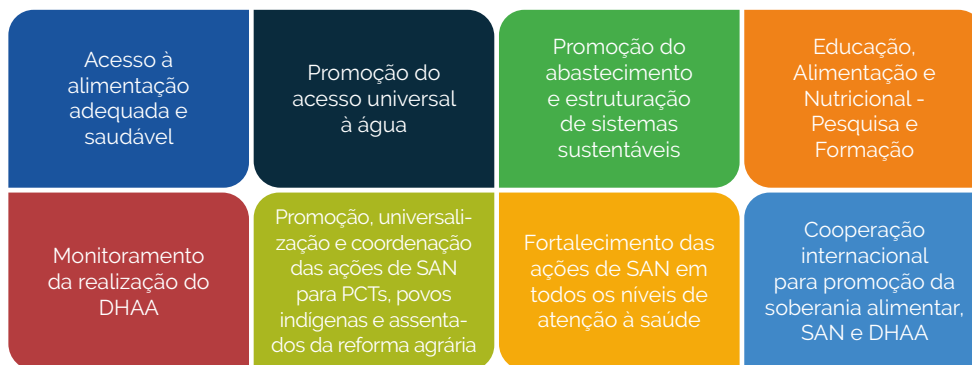 Acesso à
alimentação
adequada e
saudável
Promoção do
acesso universal
à água
Promoção do
abastecimento
e estruturação
de sistemas
sustentáveis
Educação,
Alimentação e
Nutricional -
Pesquisa e
Formação
Monitoramento
da realização do
DHAA
Promoção, universali-
zação e coordenação
das ações de SAN
para PCTs, povos
indígenas e assenta-
dos da reforma agrária
Fortalecimento das
ações de SAN em
todos os níveis de
atenção à saúde
Cooperação
internacional
para promoção da
soberania alimentar,
SAN e DHAA